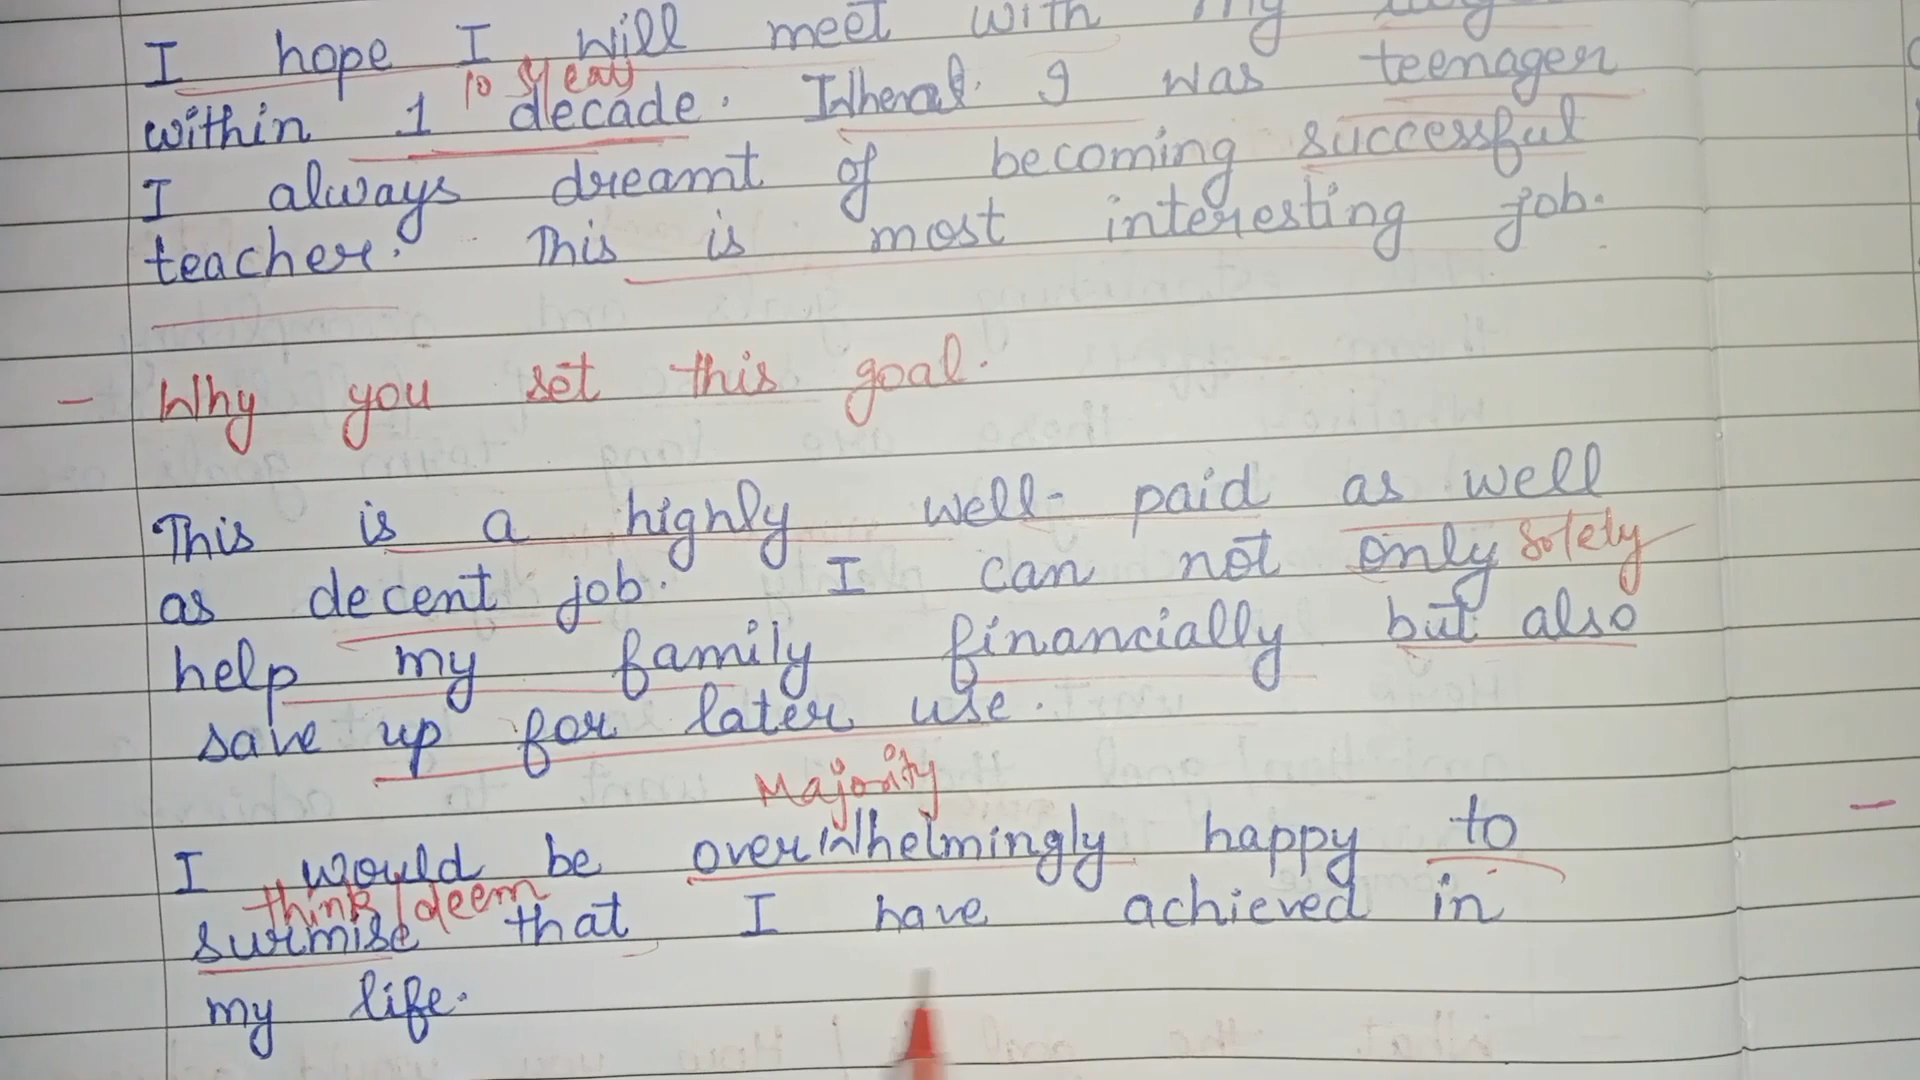 I hope I will meet with my
10 years
within 1 decade. When I was teenager
I always dreamt of becoming successful
teacher. This is most interesting job.
- Why you set this goal.
This is a highly well-paid as well
as decent job. I can not only solely
help my family financially but also
save up for later use.
Majority
I would be overwhelmingly happy to
think/deem
surmise that I have achieved in
my life.